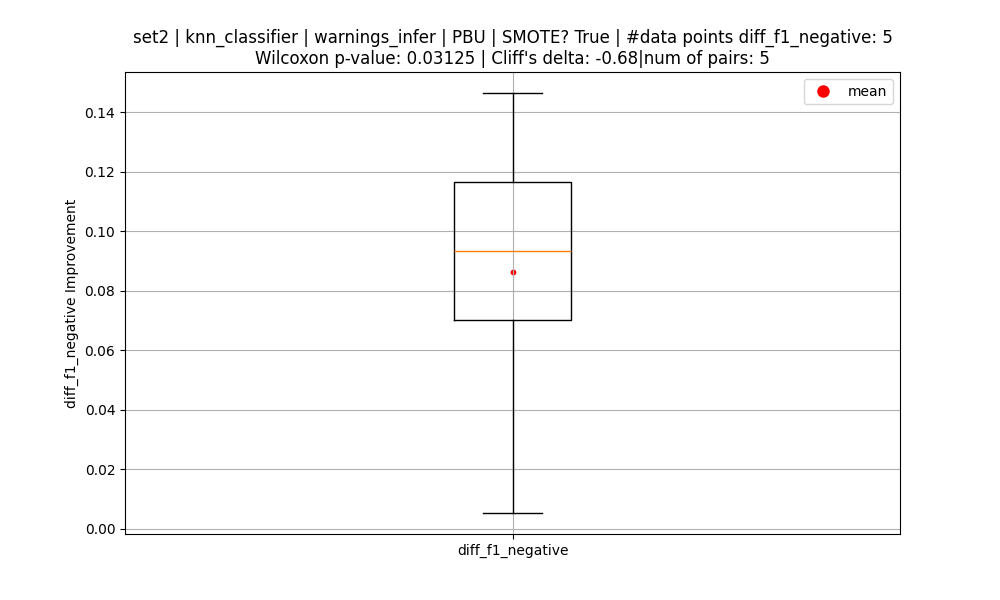 set2 | knn_classifier | warnings_infer | PBU | SMOTE? True | #data points diff_f1_negative: 5
Wilcoxon p-value: 0.03125 | Cliff's delta: -0.68|num of pairs: 5
mean
0.14
0.12
0.10
0.08
0.06
0.04
0.02
0.00
diff_f1_negative Improvement
diff_f1_negative